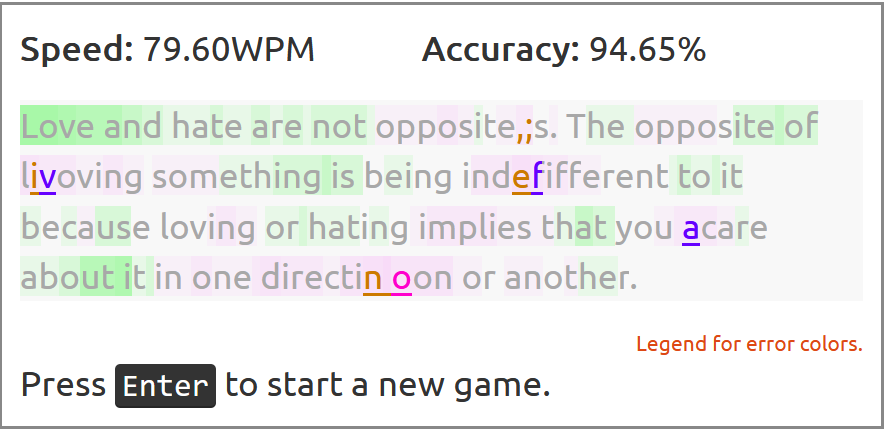 Speed: 79.60WPM Accuracy: 94.65%
Love and hate are not opposite,;s. The opposite of
livoving something is being indefifferent to it
because loving or hating implies that you acare
about it in one directin oon or another.
Legend for error colors.
Press Enter to start a new game.